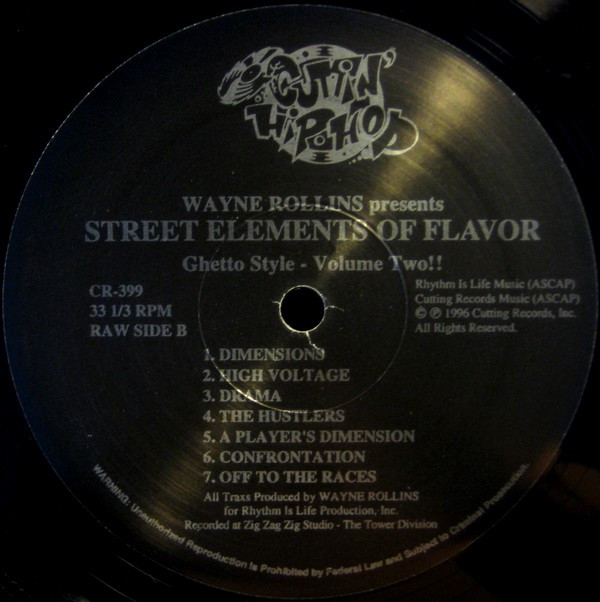 CUTTIN'
HIP HOP
WAYNE ROLLINS presents
STREET ELEMENTS OF FLAVOR
Ghetto Style - Volume Two!!
CR-399
33 1/3 RPM
RAW SIDE B
Rhythm Is Life Music (ASCAP)
Cutting Records Music (ASCAP)
© ℗ 1996 Cutting Records, Inc.
All Rights Reserved.
1. DIMENSIONS
2. HIGH VOLTAGE
3. DRAMA
4. THE HUSTLERS
5. A PLAYER'S DIMENSION
6. CONFRONTATION
7. OFF TO THE RACES
All Traxs Produced by WAYNE ROLLINS
for Rhythm Is Life Production, Inc.
Recorded at Zig Zag Zig Studio - The Tower Division
WARNING: Unauthorized Reproduction is Prohibited by Federal Law and Subject to Criminal Prosecution.